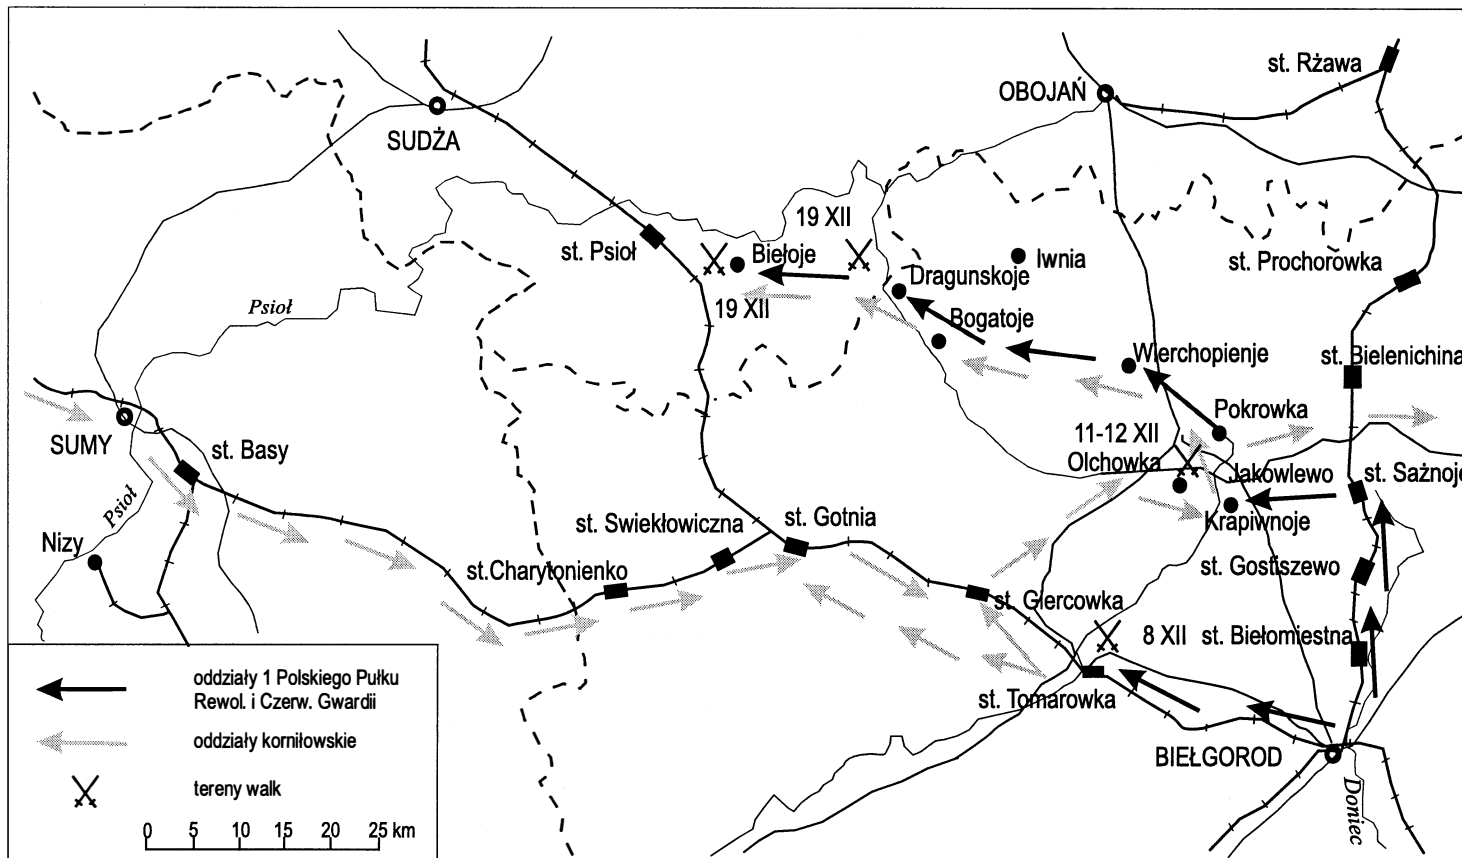 st. Rżawa
OBOJAŃ
SUDŻA
19 XII
st. Psioł
Biełoje
Iwnia
st. Prochorowka
Dragunskoje
Psioł
19 XII
Bogatoje
Wierchopienje
st. Bielenichina
Pokrowka
SUMY
st. Basy
11-12 XII
Olchowka
Jakowlewo
st. Sażnoje
Psioł
Nizy
st. Swiekłowiczna
st. Gotnia
Krapiwnoje
st.Charytonienko
st. Gostiszewo
st. Giercowka
8 XII
st. Biełomiestna
st. Tomarowka
BIEŁGOROD
Doniec
oddziały 1 Polskiego Pułku
Rewol. i Czerw. Gwardii
oddziały korniłowskie
tereny walk
0 5 10 15 20 25 km